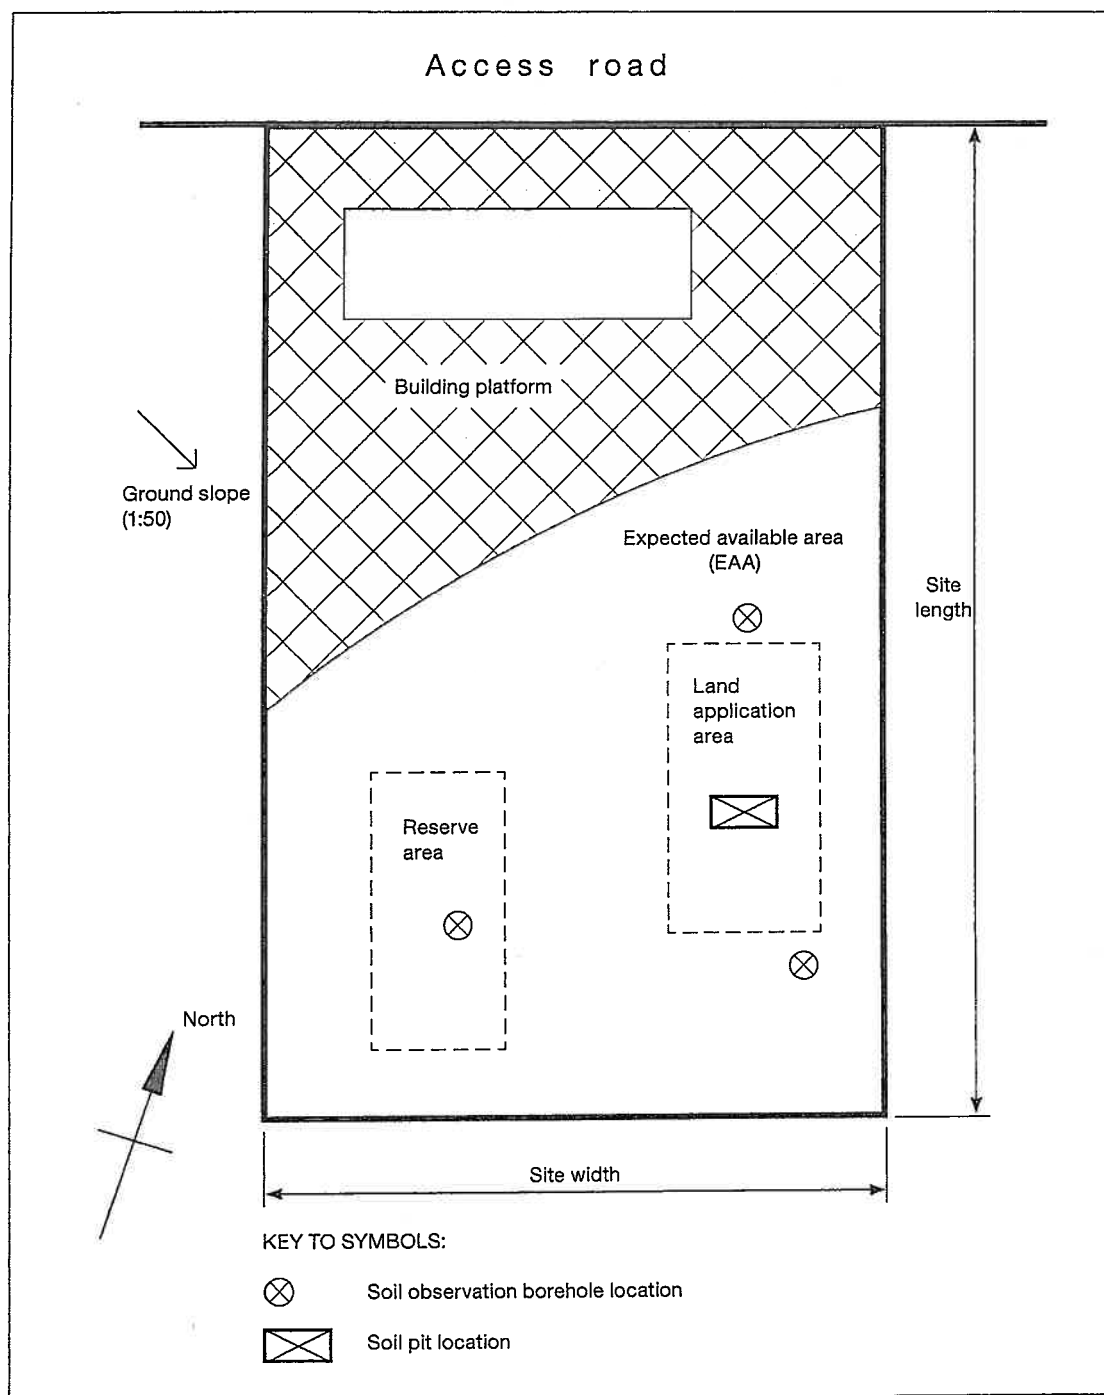 Access road
Building platform
Ground slope
(1:50)
Expected available area
(EAA)
Site
length
Land
application
area
Reserve
area
North
Site width
KEY TO SYMBOLS:
Soil observation borehole location
Soil pit location